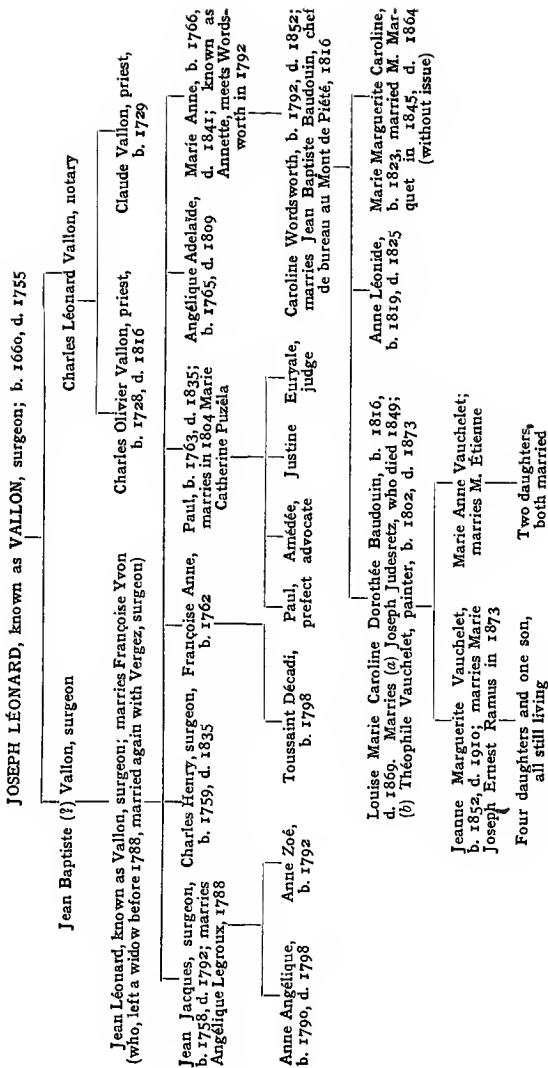 JOSEPH LÉONARD, known as VALLON, surgeon; b. 1660, d. 1755
Jean Baptiste (?) Vallon, surgeon
Charles Léonard Vallon, notary
Jean Léonard, known as Vallon, surgeon; marries Françoise Yvon
(who, left a widow before 1788, married again with Vergez, surgeon)
Charles Olivier Vallon, priest,
b. 1728, d. 1816
Claude Vallon, priest,
b. 1729
Jean Jacques, surgeon,
b. 1758, d. 1792; marries
Angélique Legroux, 1788
Charles Henry, surgeon,
b. 1759, d. 1835
Françoise Anne,
b. 1762
Paul, b. 1763, d. 1835;
marries in 1804 Marie
Catherine Puzéla
Angélique Adelaïde,
b. 1765, d. 1809
Marie Anne, b. 1766,
d. 1841; known as
Annette, meets Words-
worth in 1792
Anne Angélique,
b. 1790, d. 1798
Anne Zoé,
b. 1792
Toussaint Décadi,
b. 1798
Paul,
prefect
Amédée,
advocate
Justine
Euryale,
judge
Caroline Wordsworth, b. 1792, d. 1852;
marries Jean Baptiste Baudouin, chef
de bureau au Mont de Piété, 1816
Louise Marie Caroline Dorothée Baudouin, b. 1816,
d. 1869. Marries (a) Joseph Judesretz, who died 1849;
(b) Théophile Vauchelet, painter, b. 1802, d. 1873
Anne Léonide,
b. 1819, d. 1825
Marie Marguerite Caroline,
b. 1823, married M. Mar-
quet in 1845, d. 1864
(without issue)
Jeanne Marguerite Vauchelet,
b. 1852, d. 1910; marries Marie
Joseph Ernest Ramus in 1873
Marie Anne Vauchelet;
marries M. Étienne
Four daughters and one son,
all still living
Two daughters,
both married